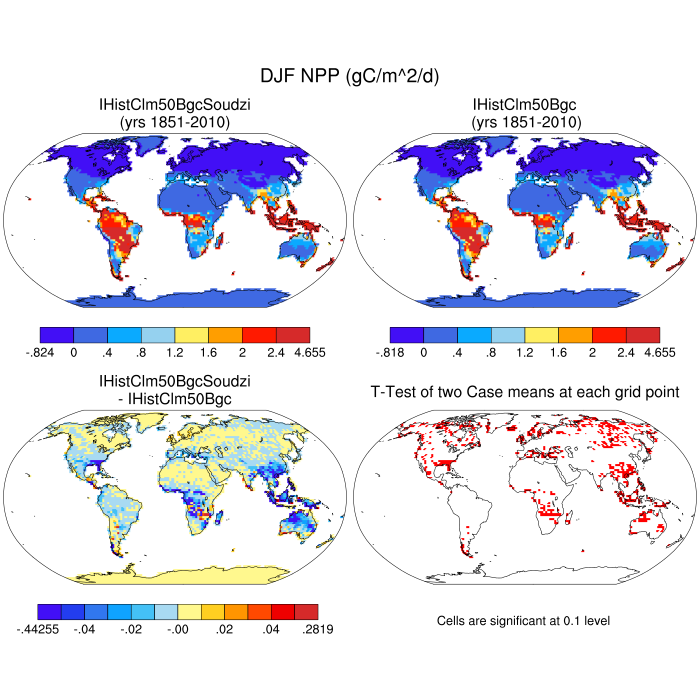 DJF NPP (gC/m^2/d)
IHistClm50BgcSoudzi
(yrs 1851-2010)
IHistClm50Bgc
(yrs 1851-2010)
-.824 0 .4 .8 1.2 1.6 2 2.4 4.655
-.818 0 .4 .8 1.2 1.6 2 2.4 4.655
IHistClm50BgcSoudzi
- IHistClm50Bgc
T-Test of two Case means at each grid point
-.44255 -.04 -.02 -.00 .02 .04 .2819
Cells are significant at 0.1 level